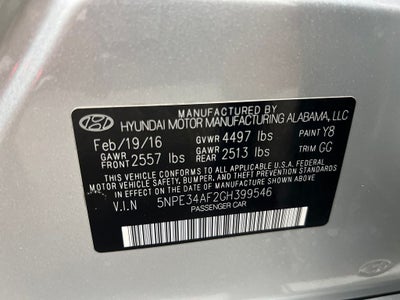 MANUFACTURED BY
HYUNDAI MOTOR MANUFACTURING ALABAMA, LLC
Feb/19/16 GVWR 4497 lbs PAINT Y8
GAWR FRONT 2557 lbs GAWR REAR 2513 lbs TRIM GG
THIS VEHICLE CONFORMS TO ALL APPLICABLE U.S.A. FEDERAL
MOTOR VEHICLE SAFETY, BUMPER, AND THEFT PREVENTION
STANDARDS IN EFFECT ON THE DATE OF MANUFACTURE SHOWN ABOVE.
V.I.N 5NPE34AF2GH399546
PASSENGER CAR